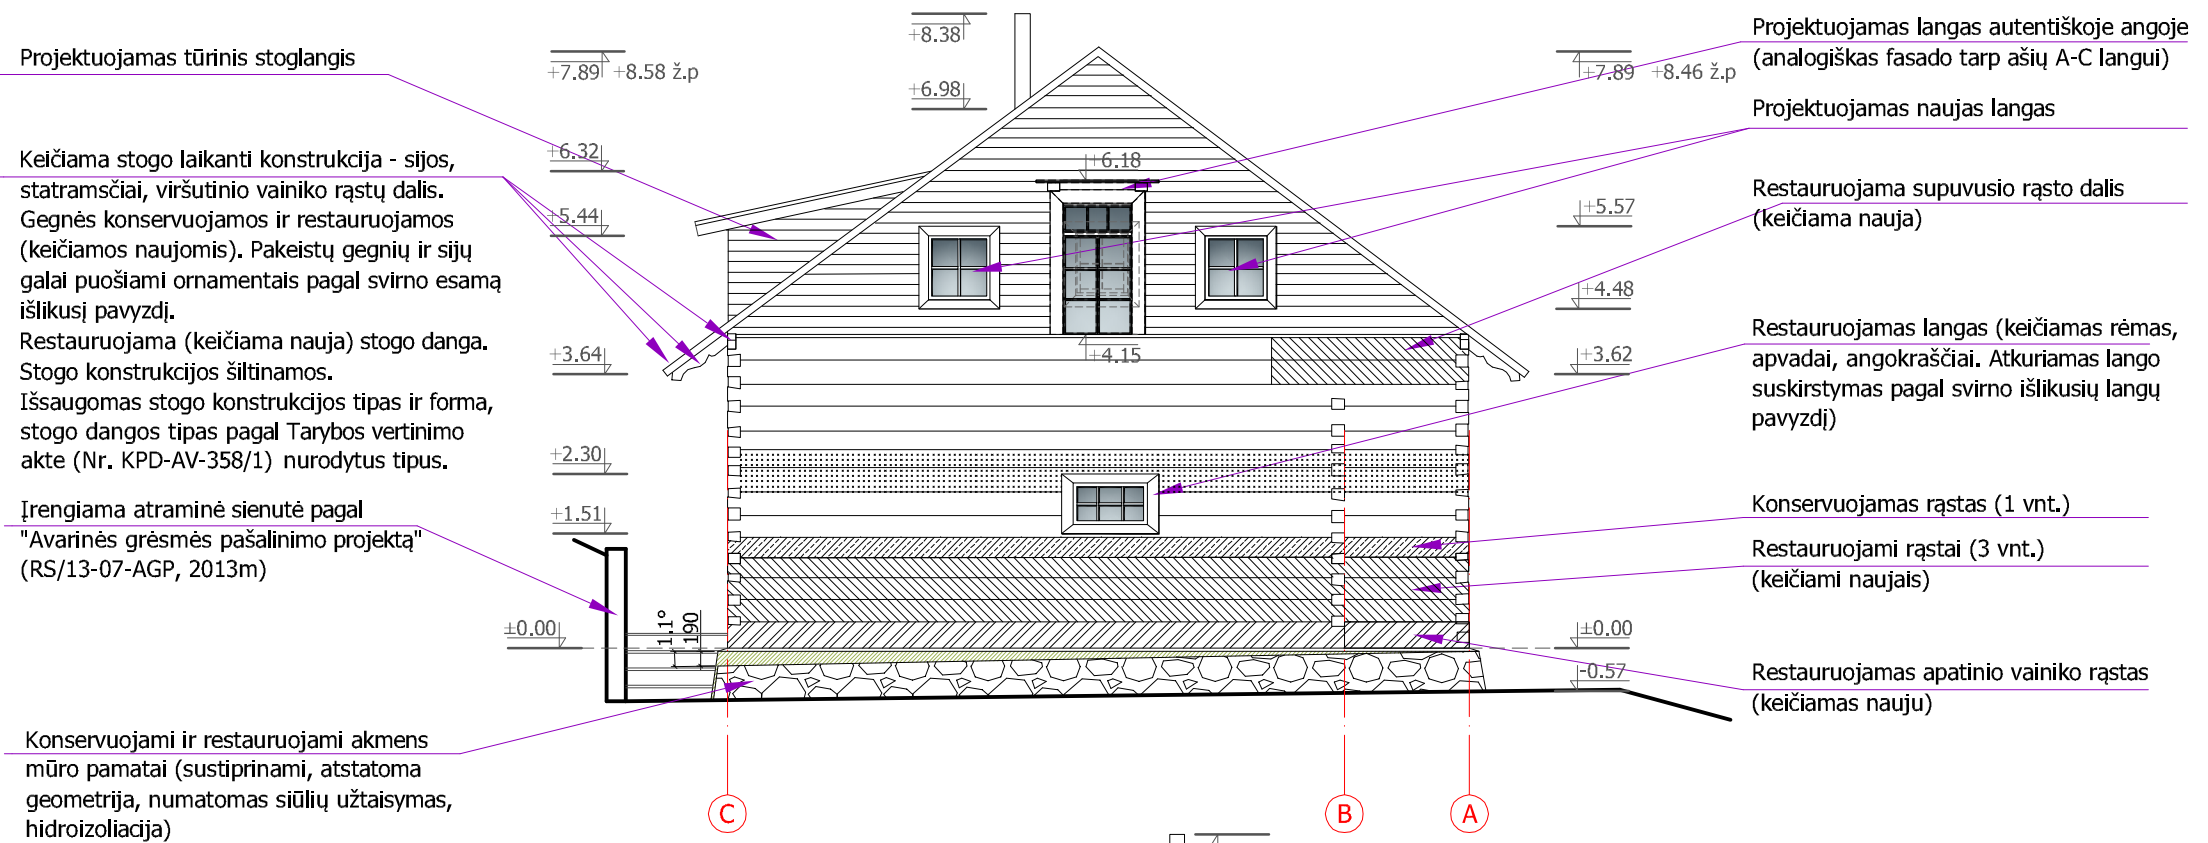 Projektuojamas tūrinis stoglangis
Keičiama stogo laikanti konstrukcija - sijos,
statramsčiai, viršutinio vainiko rąstų dalis.
Gegnės konservuojamos ir restauruojamos
(keičiamos naujomis). Pakeistų gegnių ir sijų
galai puošiami ornamentais pagal svirno esamą
išlikusį pavyzdį.
Restauruojama (keičiama nauja) stogo danga.
Stogo konstrukcijos šiltinamos.
Išsaugomas stogo konstrukcijos tipas ir forma,
stogo dangos tipas pagal Tarybos vertinimo
akte (Nr. KPD-AV-358/1) nurodytus tipus.
Įrengiama atraminė sienutė pagal
"Avarinės grėsmės pašalinimo projektą"
(RS/13-07-AGP, 2013m)
Konservuojami ir restauruojami akmens
mūro pamatai (sustiprinami, atstatoma
geometrija, numatomas siūlių užtaisymas,
hidroizoliacija)
+7.89 +8.58 ž.p
+6.32
+5.44
+3.64
+2.30
+1.51
±0.00
1.1°
190
+8.38
+6.98
+6.18
+4.15
+7.89 +8.46 ž.p
+5.57
+4.48
+3.62
±0.00
-0.57
Projektuojamas langas autentiškoje angoje
(analogiškas fasado tarp ašių A-C langui)
Projektuojamas naujas langas
Restauruojama supuvusio rąsto dalis
(keičiama nauja)
Restauruojamas langas (keičiamas rėmas,
apvadai, angokraščiai. Atkuriamas lango
suskirstymas pagal svirno išlikusių langų
pavyzdį)
Konservuojamas rąstas (1 vnt.)
Restauruojami rąstai (3 vnt.)
(keičiami naujais)
Restauruojamas apatinio vainiko rąstas
(keičiamas nauju)
C
B
A